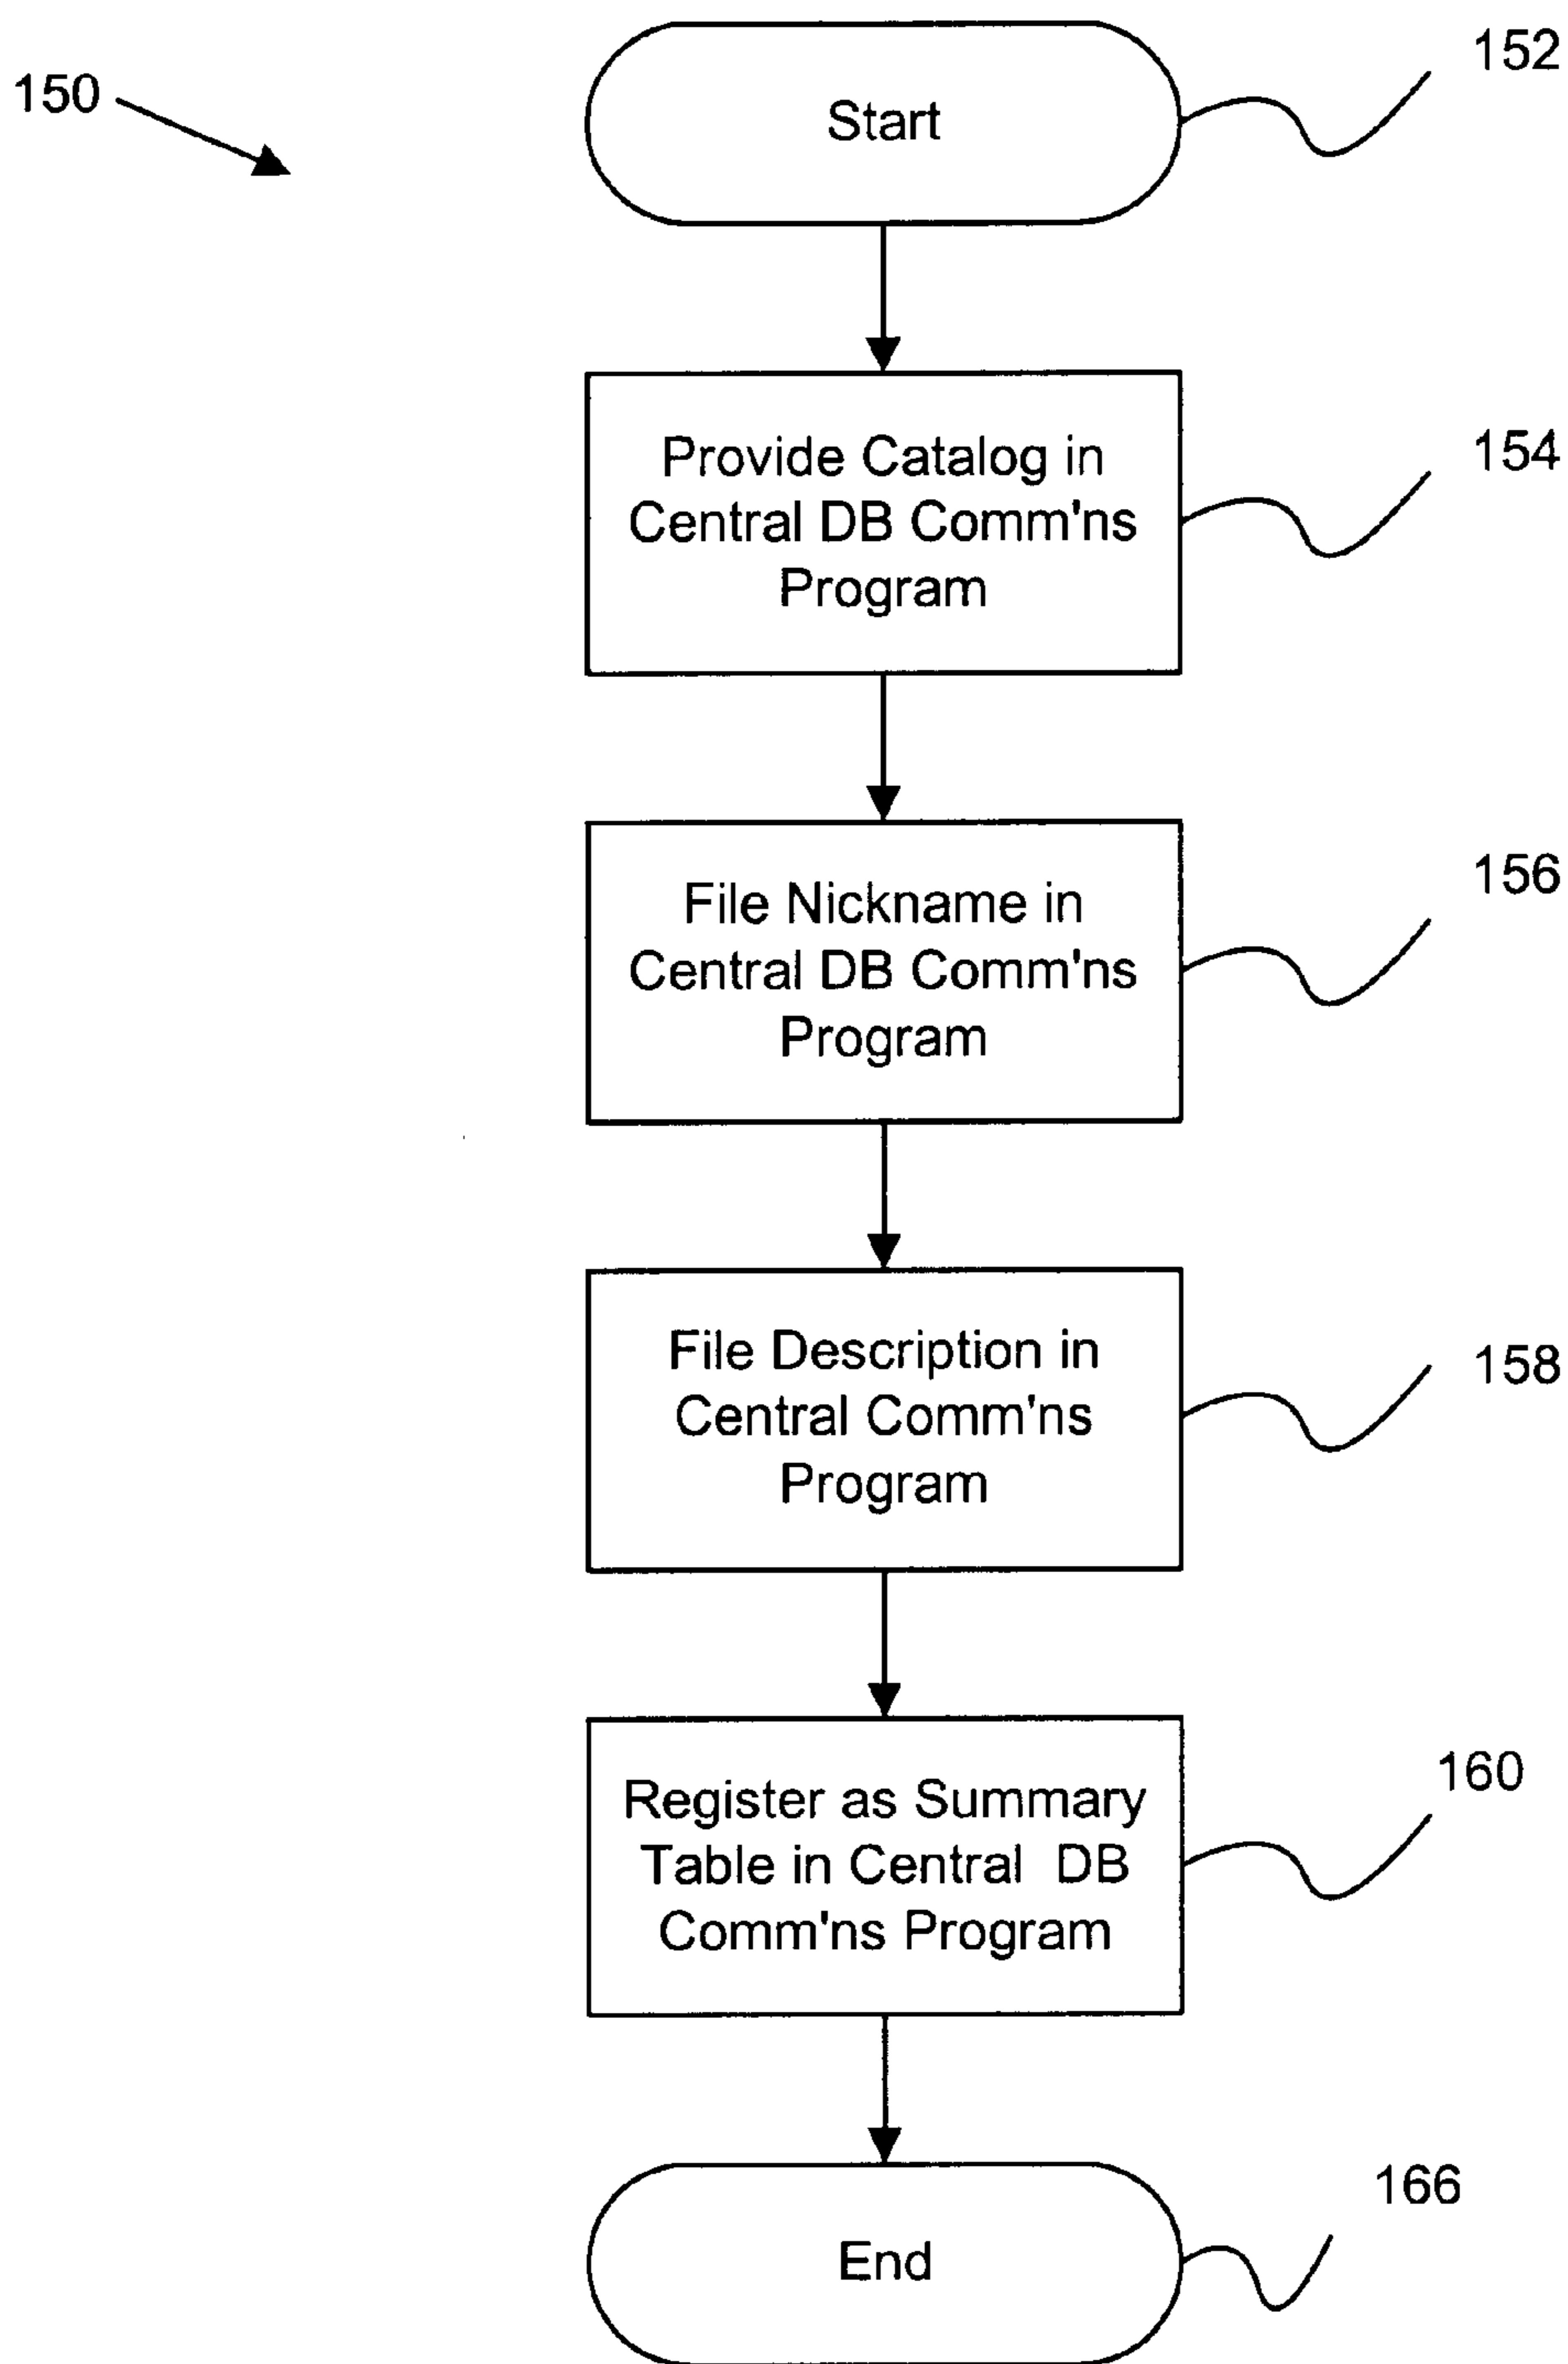 152
150
Start
Provide Catalog in
Central DB Comm'ns
Program
154
File Nickname in
Central DB Comm'ns
Program
156
File Description in
Central Comm'ns
Program
158
Register as Summary
Table in Central  DB
Comm'ns Program
160
End
166